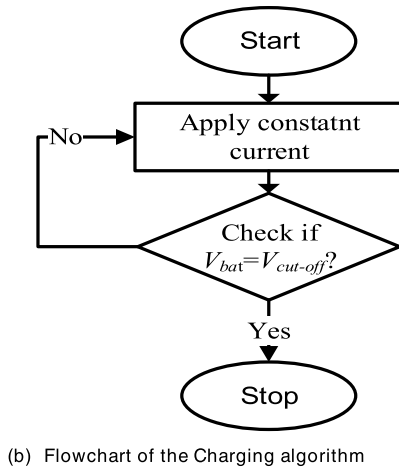 Start
Apply constatnt
current
No
Check if
Vbat=Vcut-off?
Yes
Stop
(b) Flowchart of the Charging algorithm